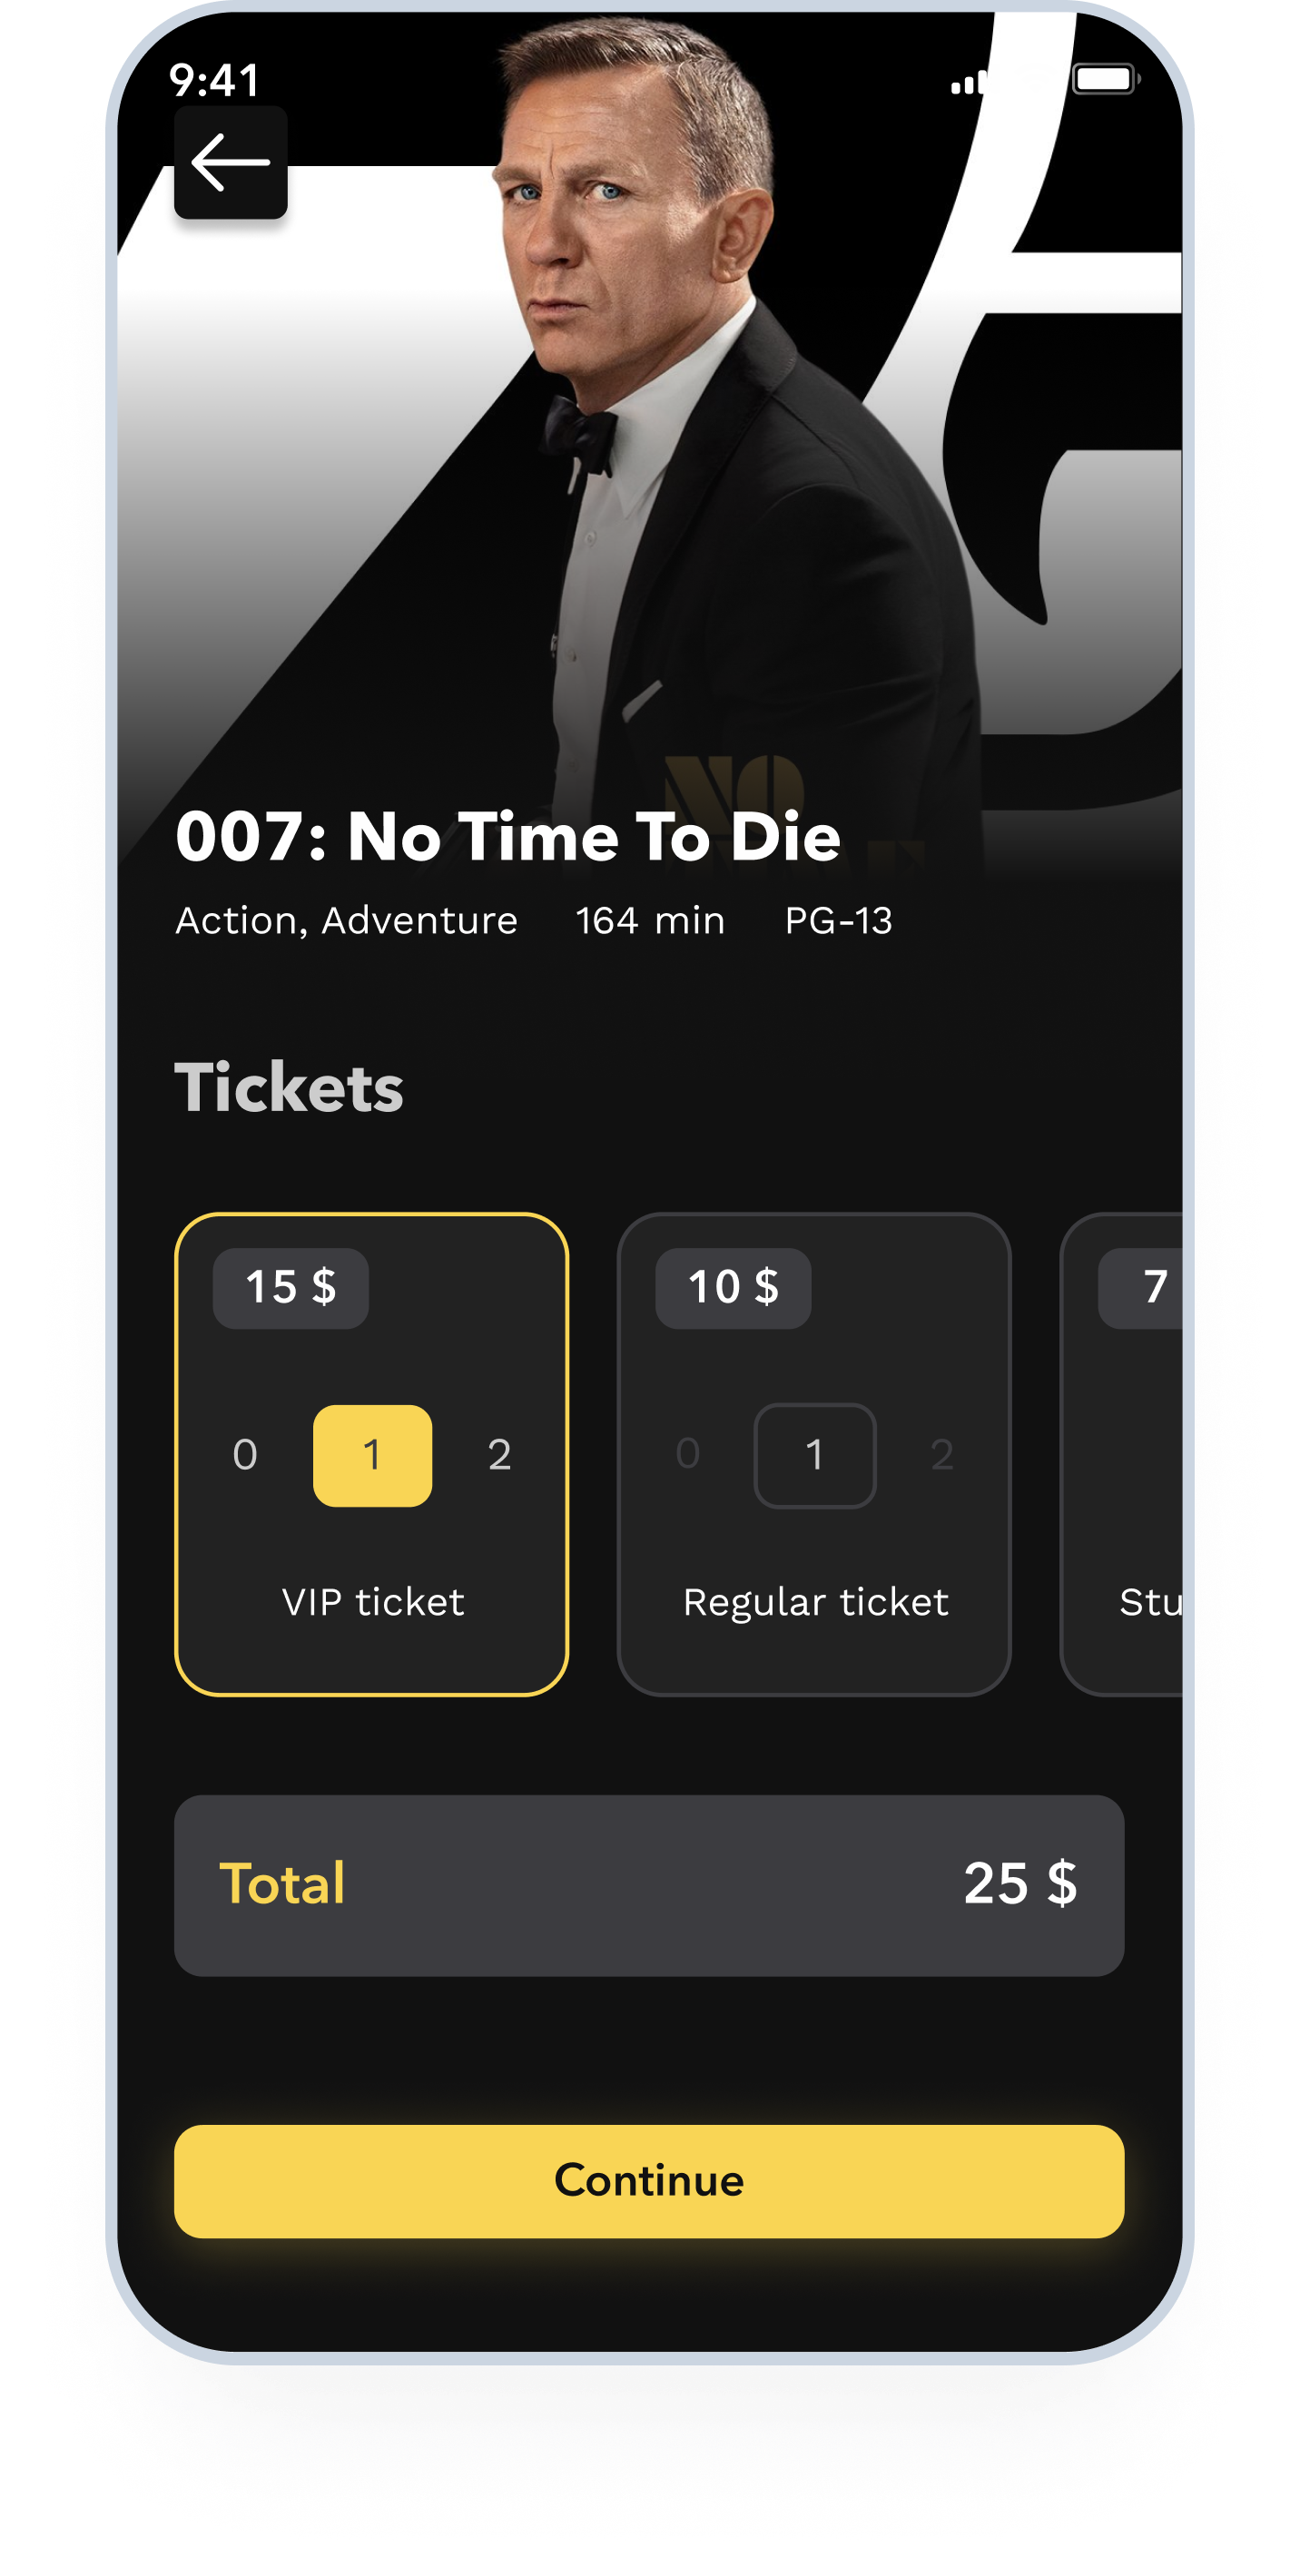 9:41
NO
007: No Time To Die
Action, Adventure 164 min PG-13
Tickets
15 $ 10 $ 7
0 1 2 0 1 2
VIP ticket Regular ticket Stu
Total 25 $
Continue